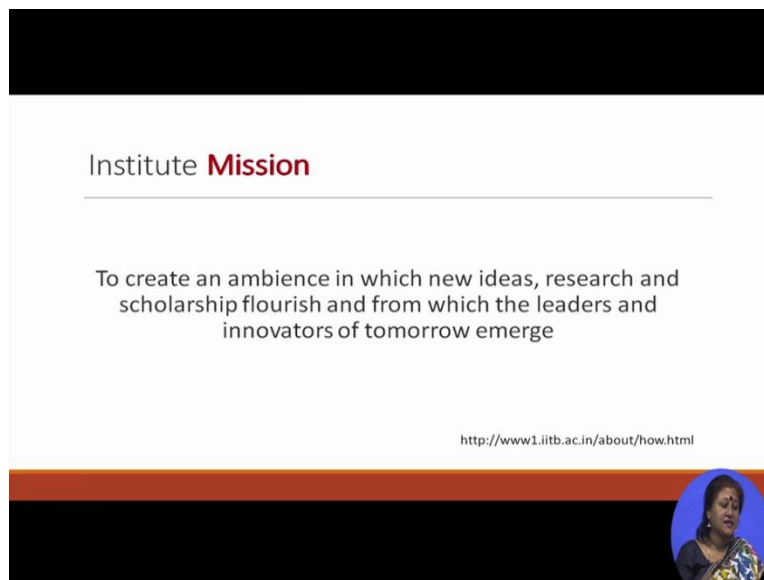 Institute Mission
To create an ambience in which new ideas, research and
scholarship flourish and from which the leaders and
innovators of tomorrow emerge
http://www1.iitb.ac.in/about/how.html